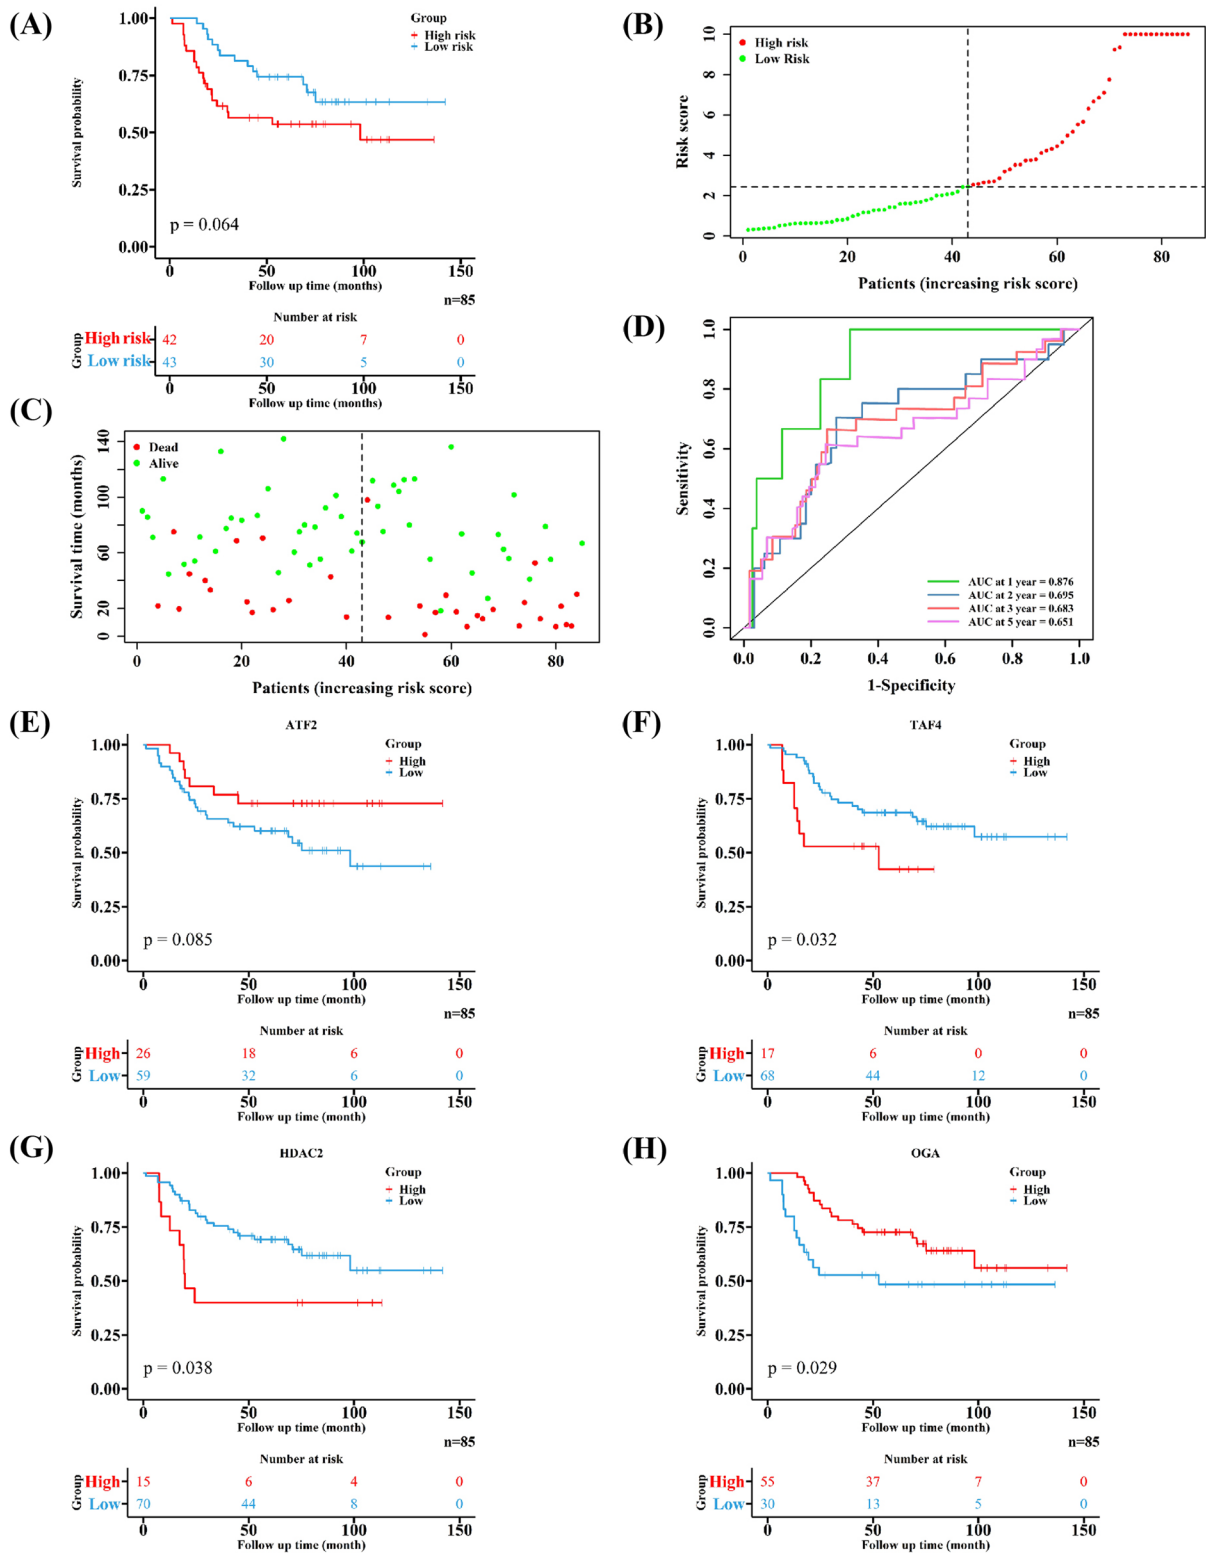 (A)
Group
High risk
Low risk
1.00
0.75
0.50
0.25
0.00
Survival probability
p = 0.064
0 50 100 150
Follow up time (months)
n=85
Number at risk
Group
High risk 42 20 7 0
Low risk 43 30 5 0
0 50 100 150
Follow up time (months)
(B)
High risk
Low Risk
Risk score
0 2 4 6 8 10
0 20 40 60 80
Patients (increasing risk score)
(C)
Dead
Alive
Survival time (months)
0 20 60 100 140
0 20 40 60 80
Patients (increasing risk score)
(D)
Sensitivity
0.0 0.2 0.4 0.6 0.8 1.0
AUC at 1 year = 0.876
AUC at 2 year = 0.695
AUC at 3 year = 0.683
AUC at 5 year = 0.651
0.0 0.2 0.4 0.6 0.8 1.0
1-Specificity
(E)
ATF2
Group
High
Low
1.00
0.75
0.50
0.25
0.00
Survival probability
p = 0.085
0 50 100 150
Follow up time (month)
n=85
Number at risk
Group
High 26 18 6 0
Low 59 32 6 0
0 50 100 150
Follow up time (month)
(F)
TAF4
Group
High
Low
1.00
0.75
0.50
0.25
0.00
Survival probability
p = 0.032
0 50 100 150
Follow up time (month)
n=85
Number at risk
Group
High 17 6 0 0
Low 68 44 12 0
0 50 100 150
Follow up time (month)
(G)
HDAC2
Group
High
Low
1.00
0.75
0.50
0.25
0.00
Survival probability
p = 0.038
0 50 100 150
Follow up time (month)
n=85
Number at risk
Group
High 15 6 4 0
Low 70 44 8 0
0 50 100 150
Follow up time (month)
(H)
OGA
Group
High
Low
1.00
0.75
0.50
0.25
0.00
Survival probability
p = 0.029
0 50 100 150
Follow up time (month)
n=85
Number at risk
Group
High 55 37 7 0
Low 30 13 5 0
0 50 100 150
Follow up time (month)